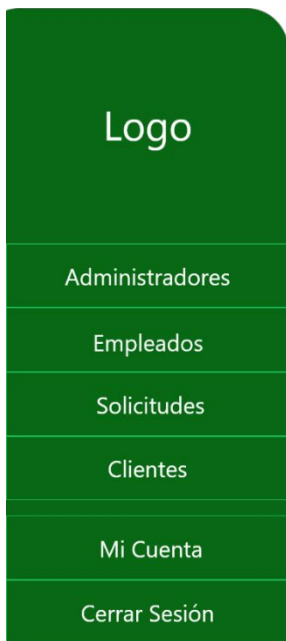 Logo
Administradores
Empleados
Solicitudes
Clientes
Mi Cuenta
Cerrar Sesión